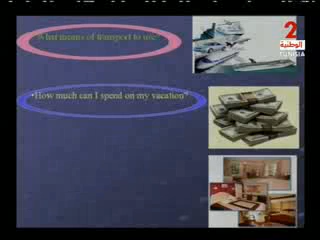 What means of transport to use?
2
الوطنية
TUNISIA
•How much can I spend on my vacation"